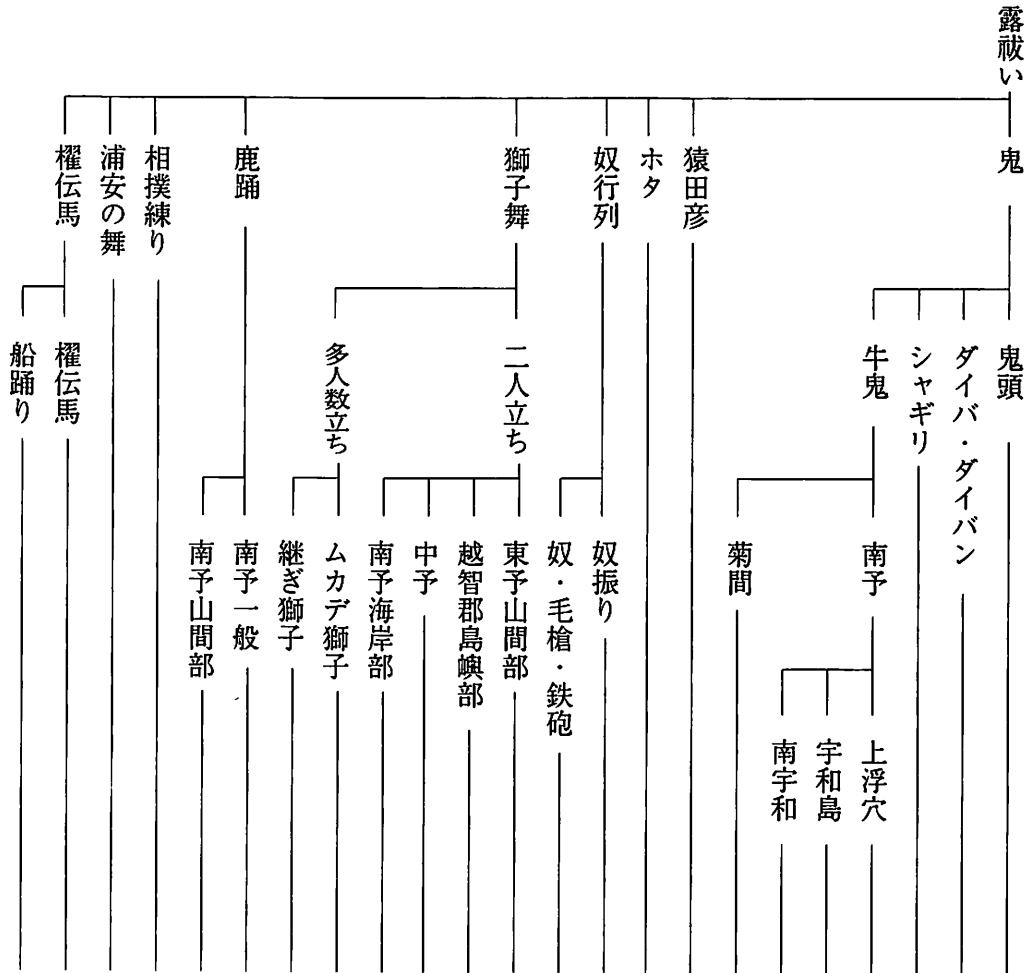 露祓い
鬼
猿田彦
ホタ
奴行列
獅子舞
鹿踊
相撲練り
浦安の舞
櫂伝馬
鬼頭
ダイバ・ダイバン
シャギリ
牛鬼
二人立ち
多人数立ち
櫂伝馬
船踊り
南予
菊間
奴振り
奴・毛槍・鉄砲
東予山間部
越智郡島嶼部
中予
南予海岸部
ムカデ獅子
継ぎ獅子
南予一般
南予山間部
上浮穴
宇和島
南宇和